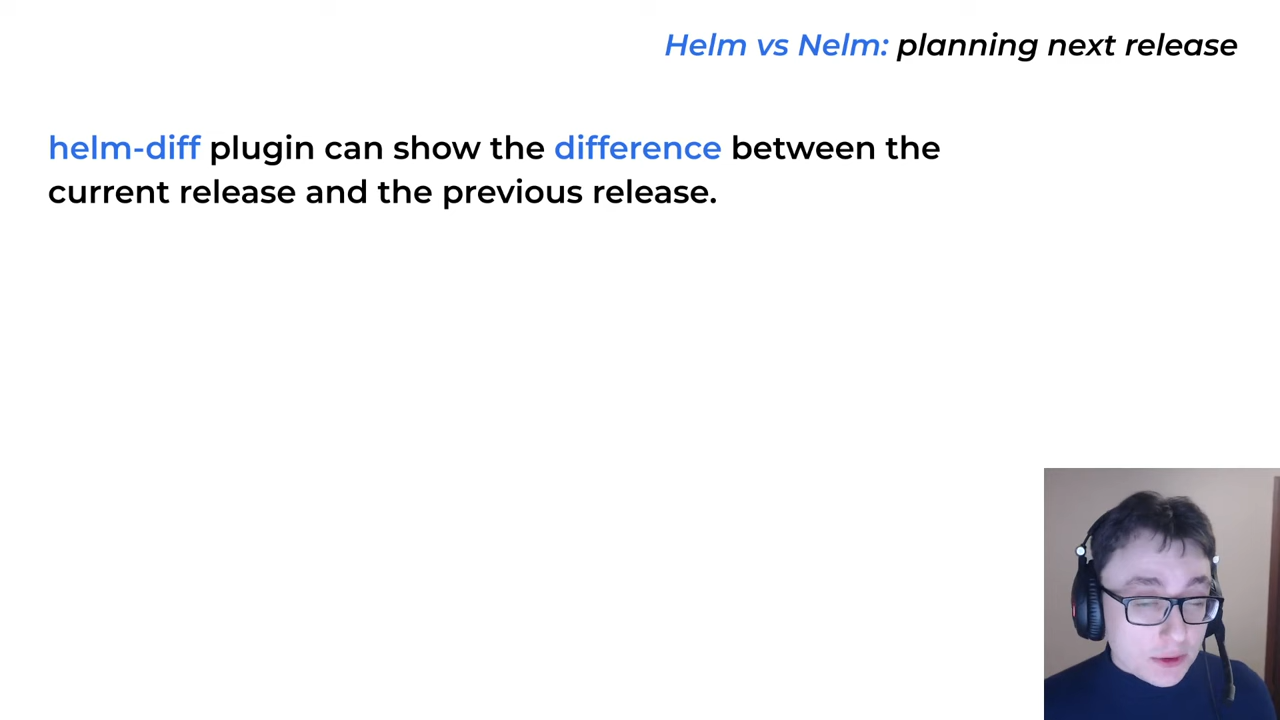 Helm vs Nelm: planning next release
helm-diff plugin can show the difference between the
current release and the previous release.